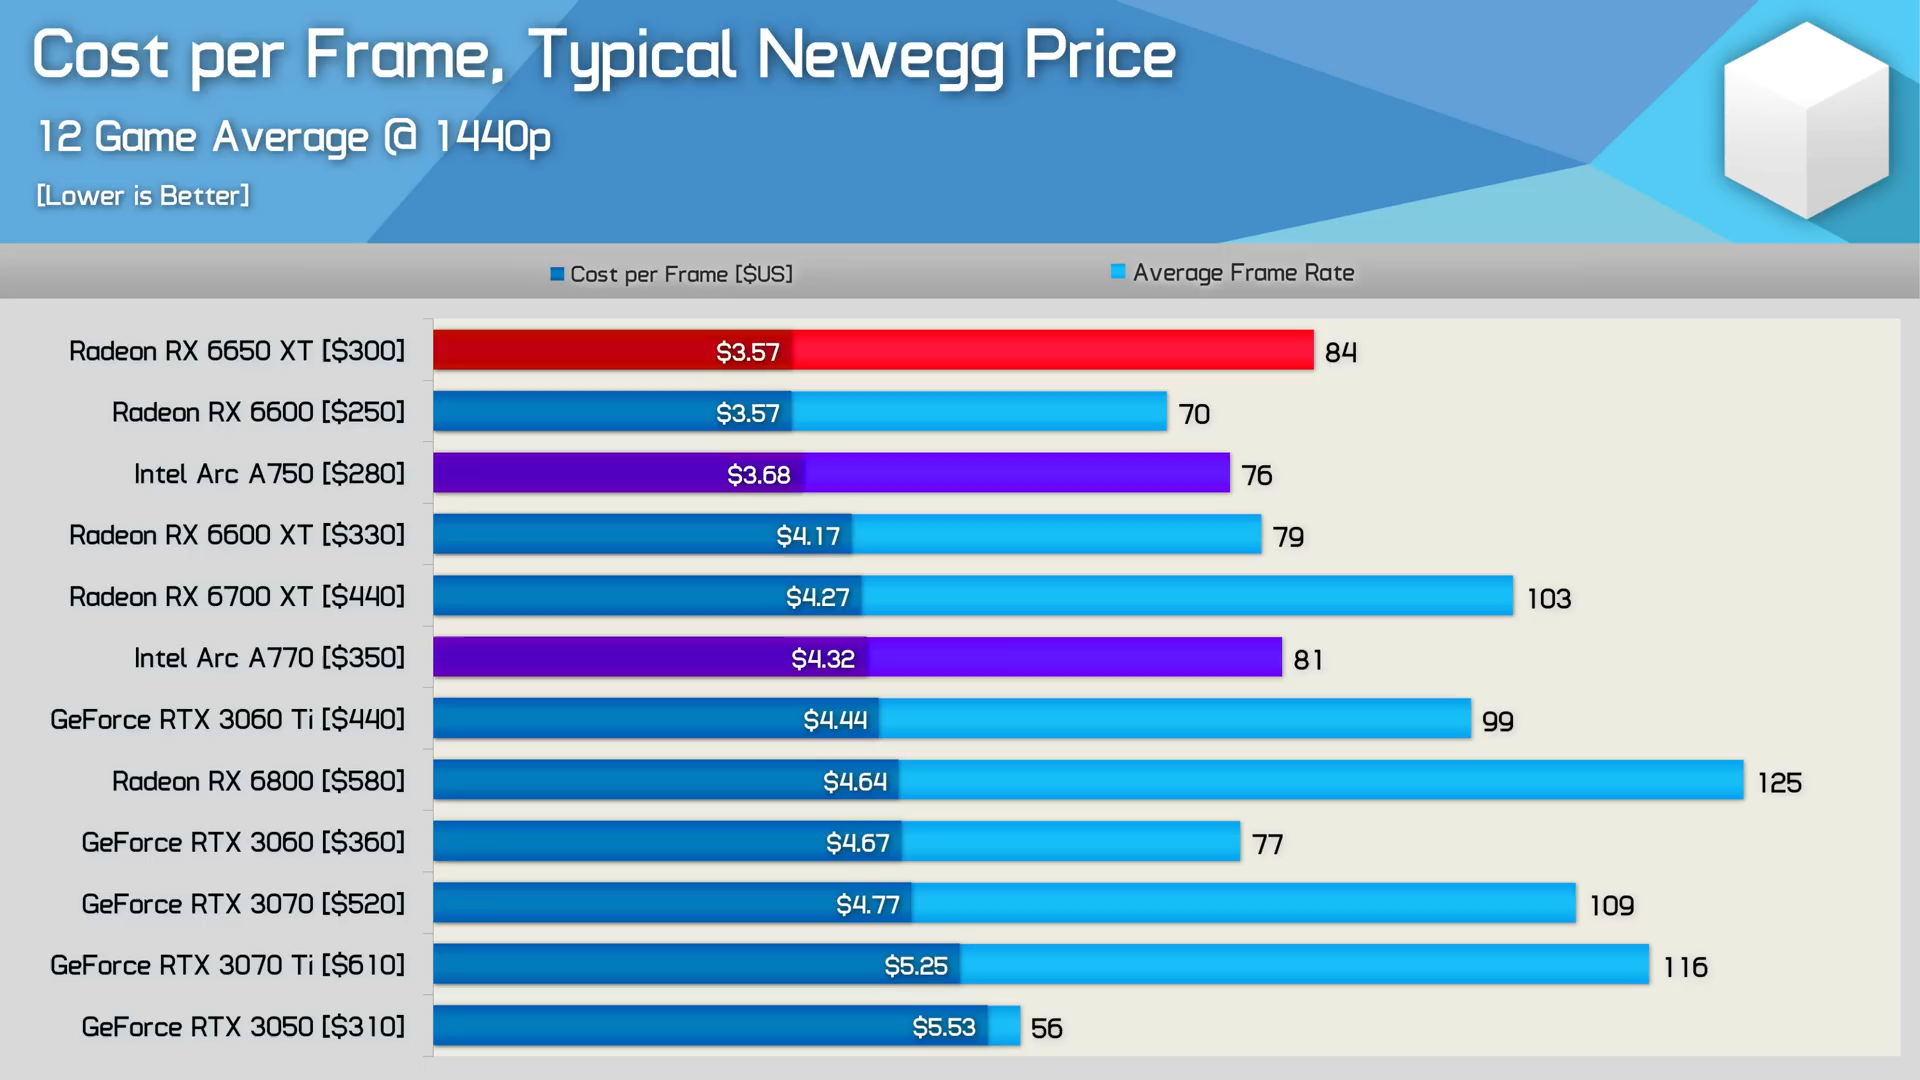 Cost per Frame, Typical Newegg Price
12 Game Average @ 1440p
[Lower is Better]
Cost per Frame [$US] Average Frame Rate
Radeon RX 6650 XT [$300] $3.57 84
Radeon RX 6600 [$250] $3.57 70
Intel Arc A750 [$280] $3.68 76
Radeon RX 6600 XT [$330] $4.17 79
Radeon RX 6700 XT [$440] $4.27 103
Intel Arc A770 [$350] $4.32 81
GeForce RTX 3060 Ti [$440] $4.44 99
Radeon RX 6800 [$580] $4.64 125
GeForce RTX 3060 [$360] $4.67 77
GeForce RTX 3070 [$520] $4.77 109
GeForce RTX 3070 Ti [$610] $5.25 116
GeForce RTX 3050 [$310] $5.53 56